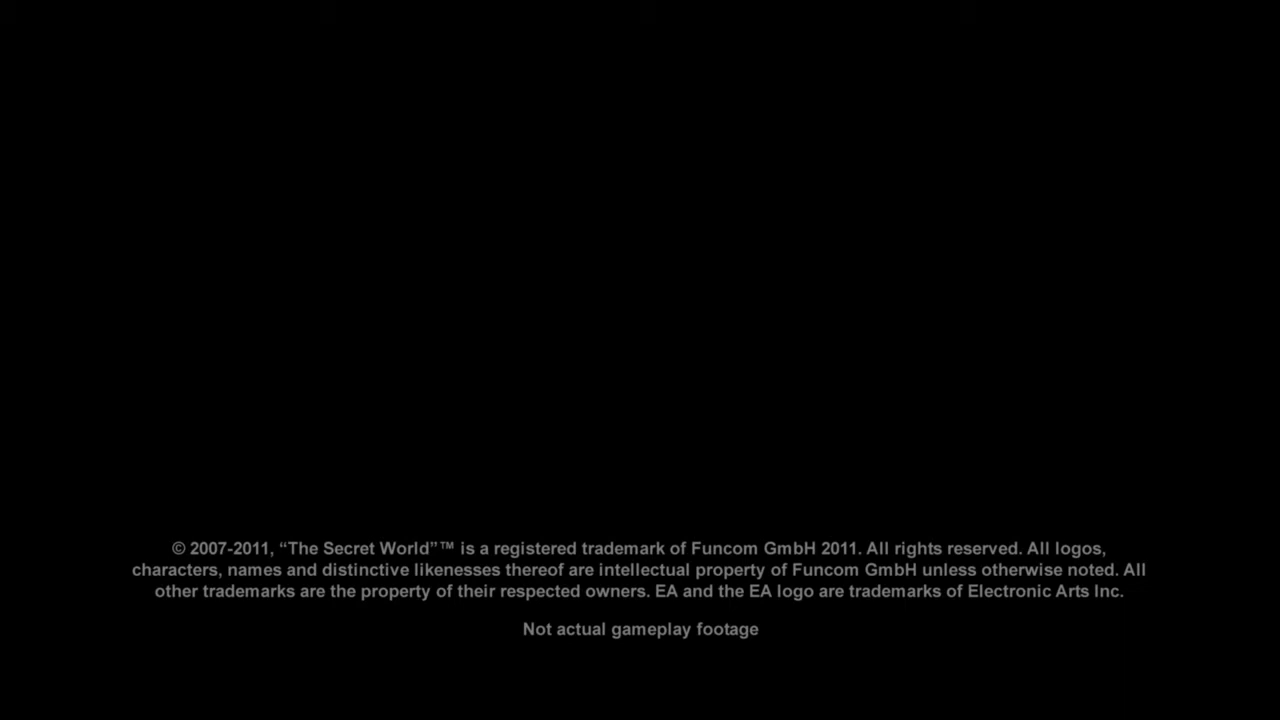 © 2007-2011, “The Secret World”™ is a registered trademark of Funcom GmbH 2011. All rights reserved. All logos,
characters, names and distinctive likenesses thereof are intellectual property of Funcom GmbH unless otherwise noted. All
other trademarks are the property of their respected owners. EA and the EA logo are trademarks of Electronic Arts Inc.
Not actual gameplay footage